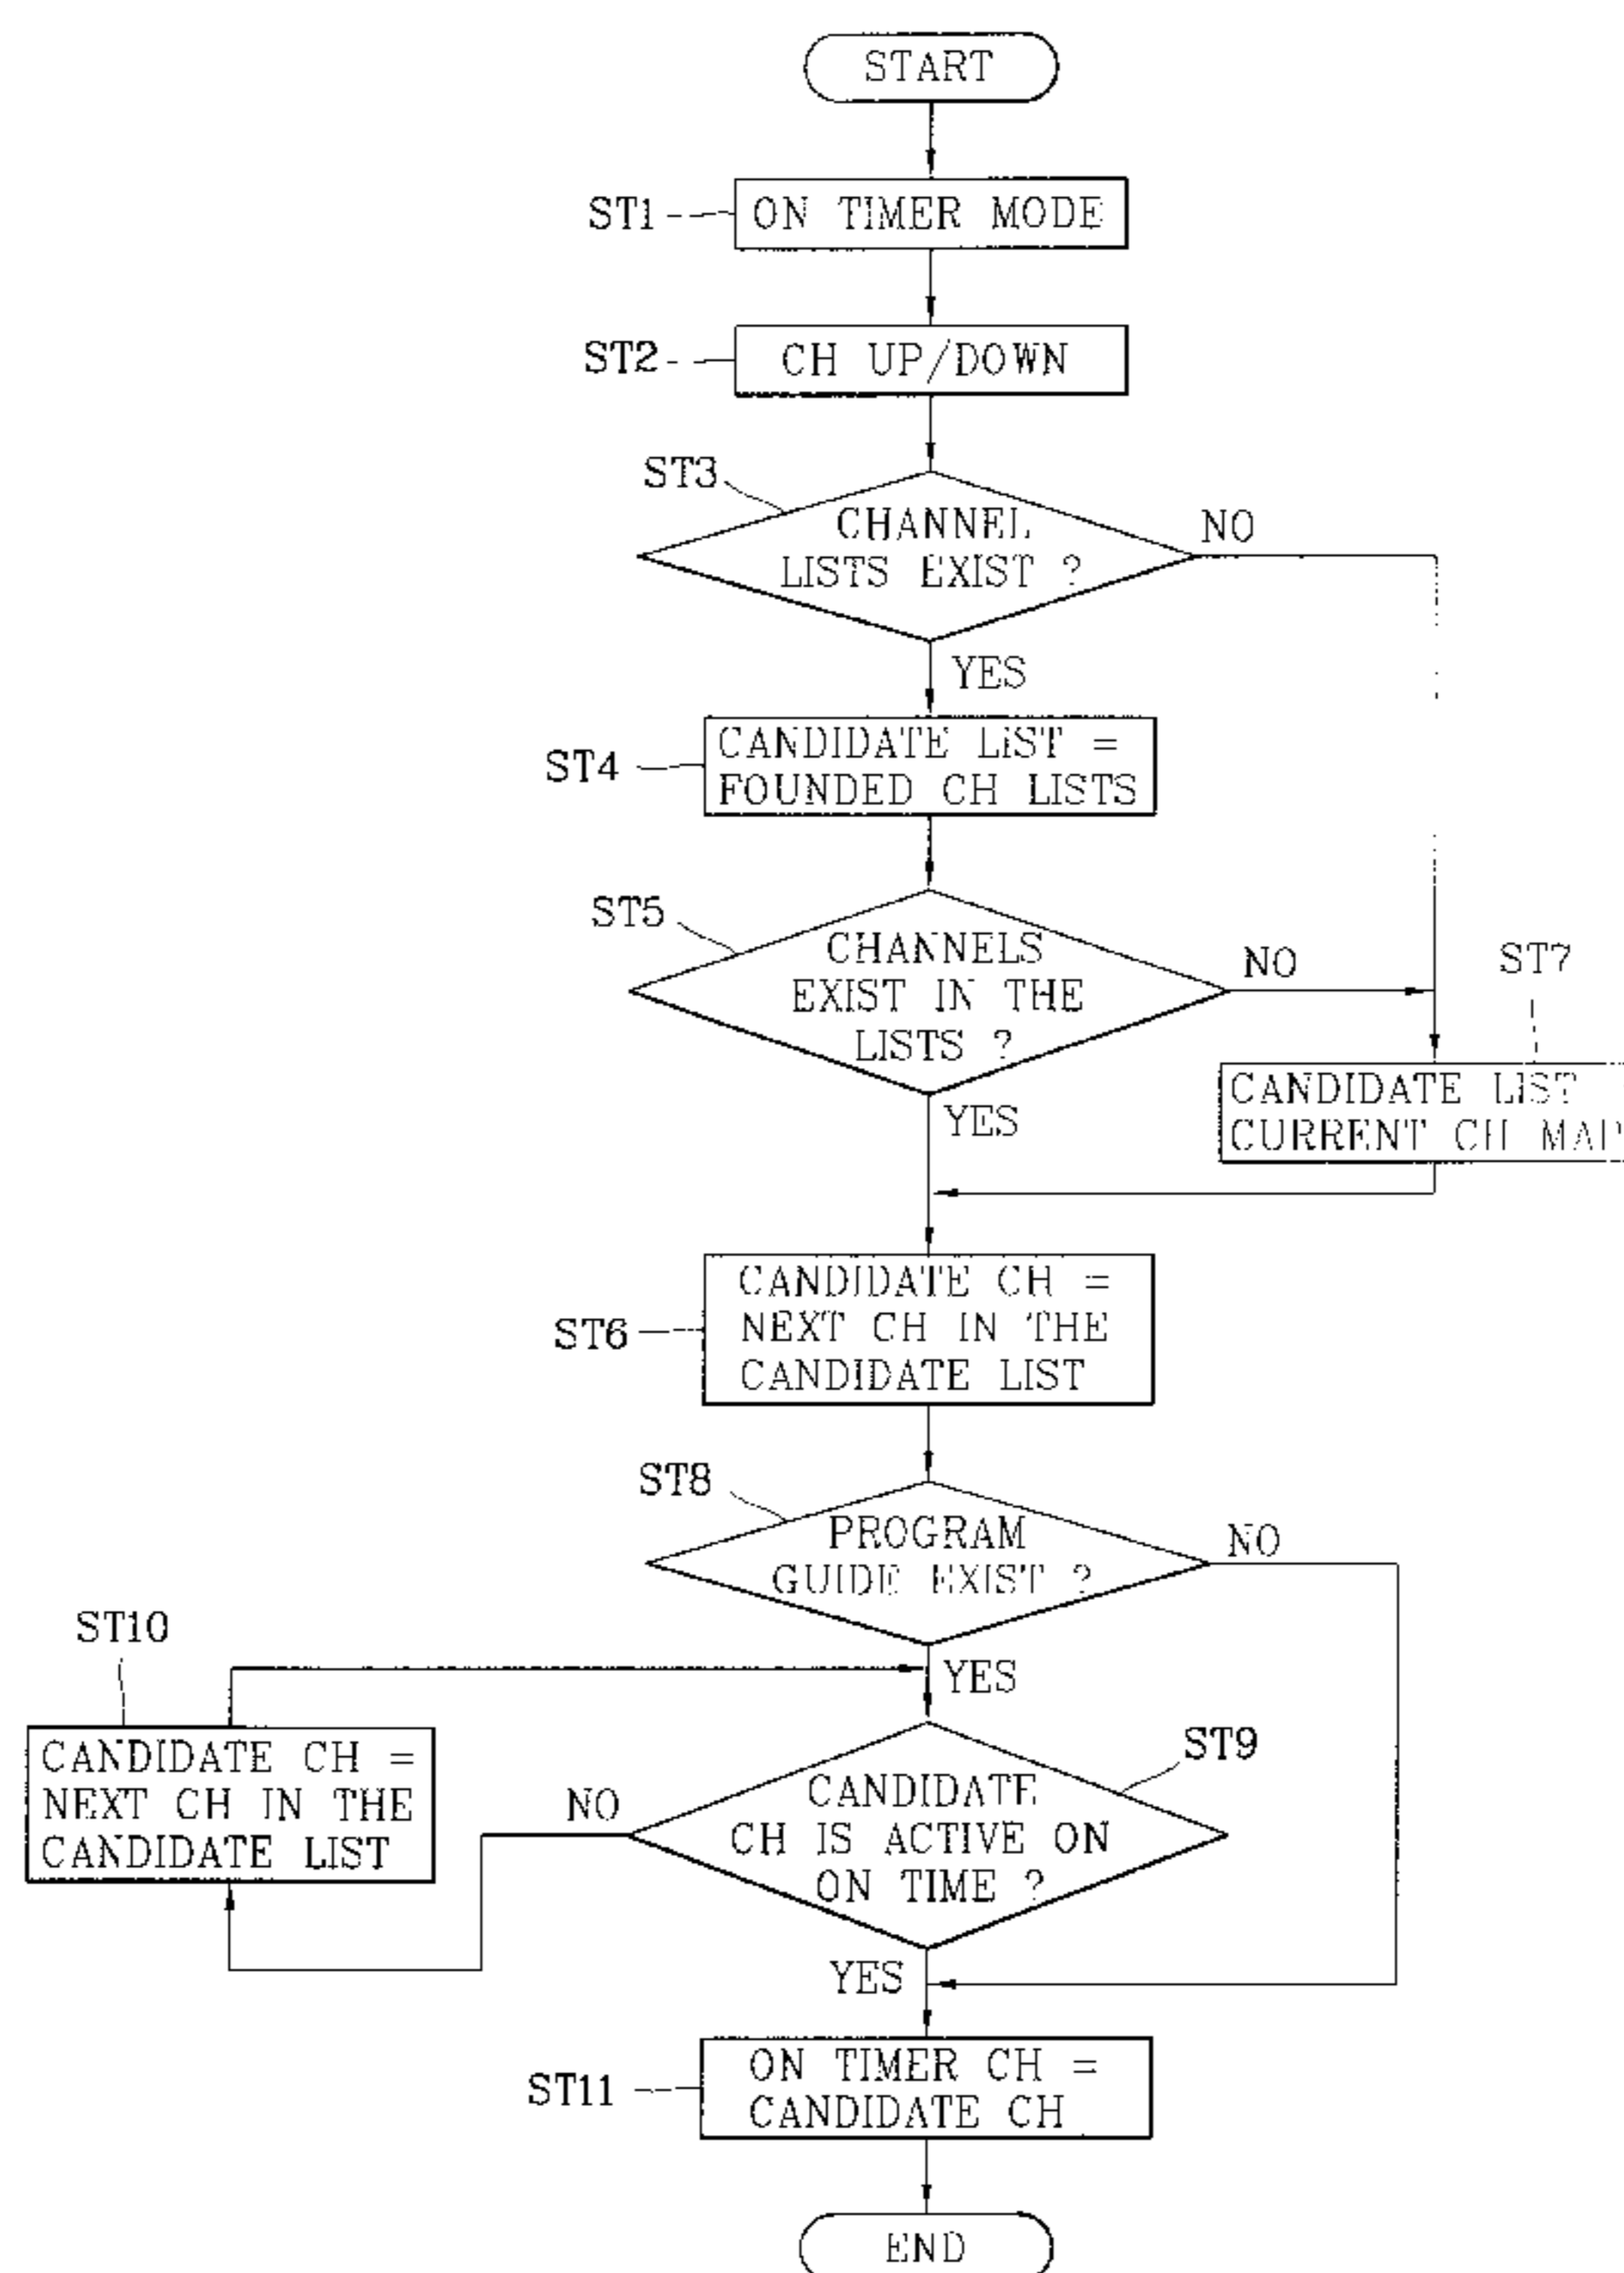 START
ST1
ON TIMER MODE
ST2
CH UP/DOWN
ST3
CHANNEL
LISTS EXIST ?
NO
YES
ST4
CANDIDATE LIST =
FOUNDED CH LISTS
ST5
CHANNELS
EXIST IN THE
LISTS ?
NO
YES
ST7
CANDIDATE LIST
CURRENT CH MAP
ST6
CANDIDATE CH =
NEXT CH IN THE
CANDIDATE LIST
ST8
PROGRAM
GUIDE EXIST ?
NO
YES
ST10
CANDIDATE CH =
NEXT CH IN THE
CANDIDATE LIST
NO
ST9
CANDIDATE
CH IS ACTIVE ON
ON TIME ?
YES
ST11
ON TIMER CH =
CANDIDATE CH
END